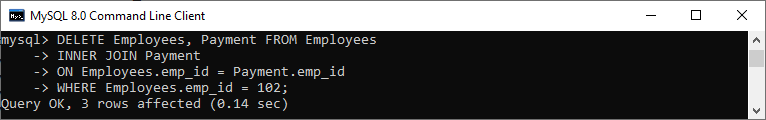 MySQL 8.0 Command Line Client
mysql> DELETE Employees, Payment FROM Employees
    -> INNER JOIN Payment
    -> ON Employees.emp_id = Payment.emp_id
    -> WHERE Employees.emp_id = 102;
Query OK, 3 rows affected (0.14 sec)